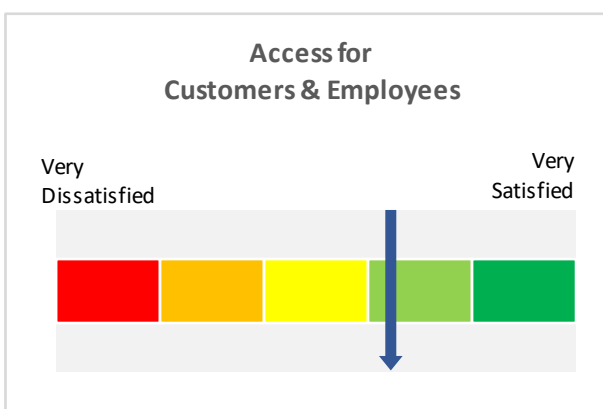 Access for
Customers & Employees
Very
Dissatisfied
Very
Satisfied